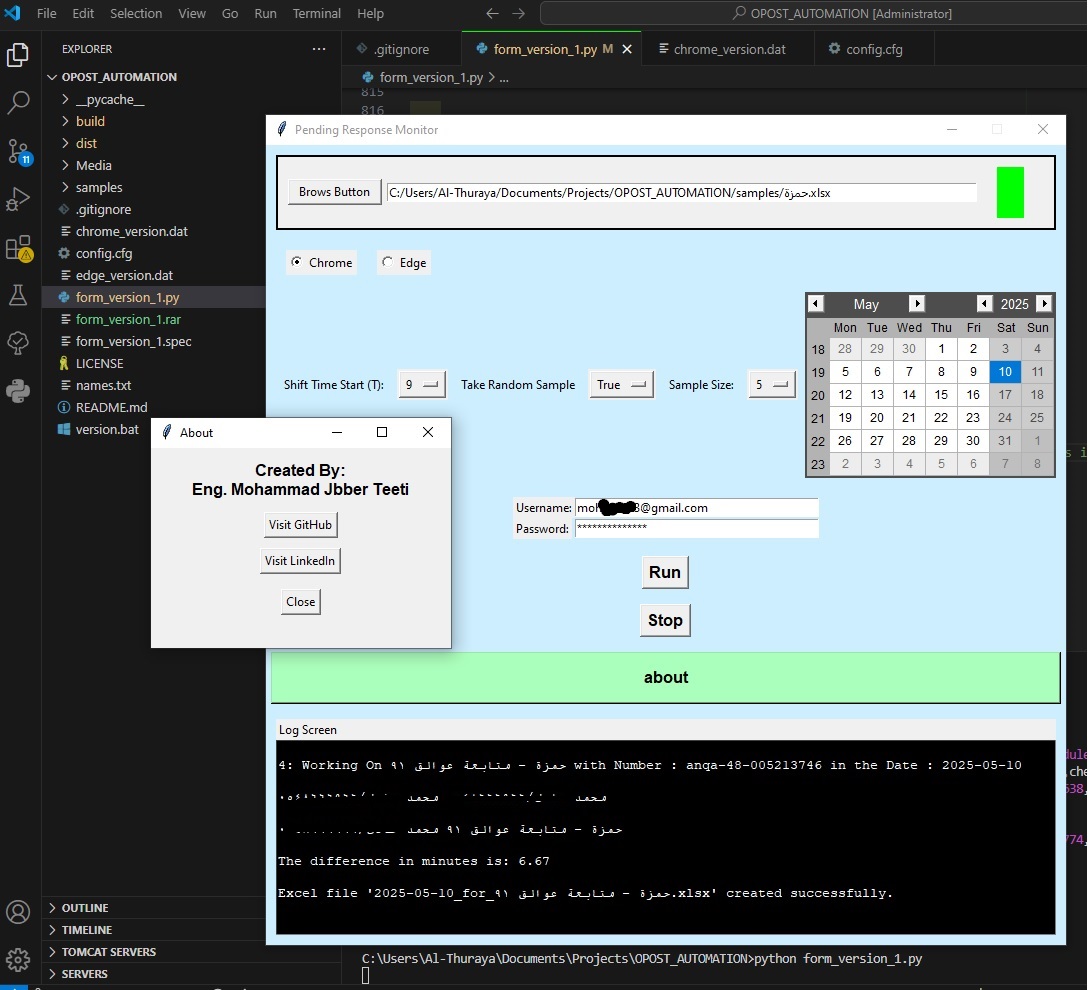 File Edit Selection View Go Run Terminal Help
OPOST_AUTOMATION [Administrator]
EXPLORER
.gitignore
form_version_1.py M
chrome_version.dat
config.cfg
OPOST_AUTOMATION
form_version_1.py > ...
815
816
__pycache__
build
dist
Media
samples
.gitignore
chrome_version.dat
config.cfg
edge_version.dat
form_version_1.py
form_version_1.rar
form_version_1.spec
LICENSE
names.txt
README.md
version.bat
11
Pending Response Monitor
Brows Button
C:/Users/Al-Thuraya/Documents/Projects/OPOST_AUTOMATION/samples/حمزة.xlsx
Chrome
Edge
May
2025
Mon Tue Wed Thu Fri Sat Sun
18 28 29 30 1 2 3 4
19 5 6 7 8 9 10 11
20 12 13 14 15 16 17 18
21 19 20 21 22 23 24 25
22 26 27 28 29 30 31 1
23 2 3 4 5 6 7 8
Shift Time Start (T): 9
Take Random Sample True
Sample Size: 5
About
Created By:
Eng. Mohammad Jbber Teeti
Visit GitHub
Visit LinkedIn
Close
Username:
@gmail.com
Password: **************
Run
Stop
about
Log Screen
4: Working On حمزة - متابعة عوالق ٩١ with Number : anqa-48-005213746 in the Date : 2025-05-10
محمد
محمد
حمزة - متابعة عوالق ٩١ محمد
The difference in minutes is: 6.67
Excel file '2025-05-10_for_حمزة - متابعة عوالق ٩١.xlsx' created successfully.
OUTLINE
TIMELINE
TOMCAT SERVERS
SERVERS
C:\Users\Al-Thuraya\Documents\Projects\OPOST_AUTOMATION>python form_version_1.py